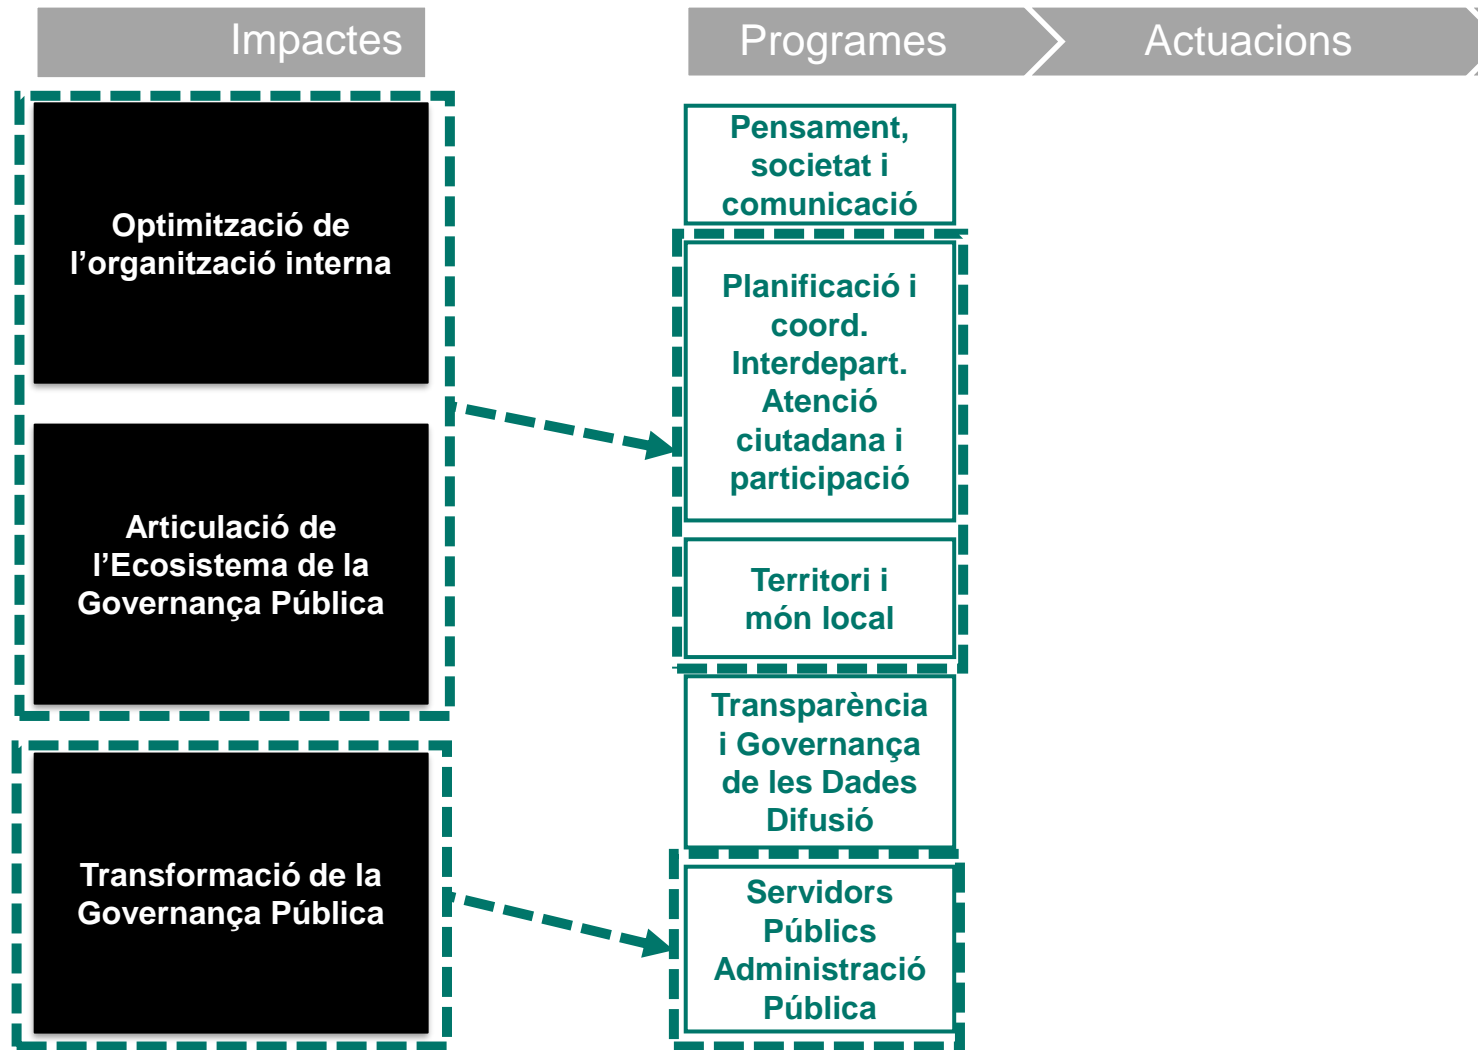 Impactes
Programes
Actuacions
Optimització de
l’organització interna
Articulació de
l’Ecosistema de la
Governança Pública
Transformació de la
Governança Pública
Pensament,
societat i
comunicació
Planificació i
coord.
Interdepart.
Atenció
ciutadana i
participació
Territori i
món local
Transparència
i Governança
de les Dades
Difusió
Servidors
Públics
Administració
Pública